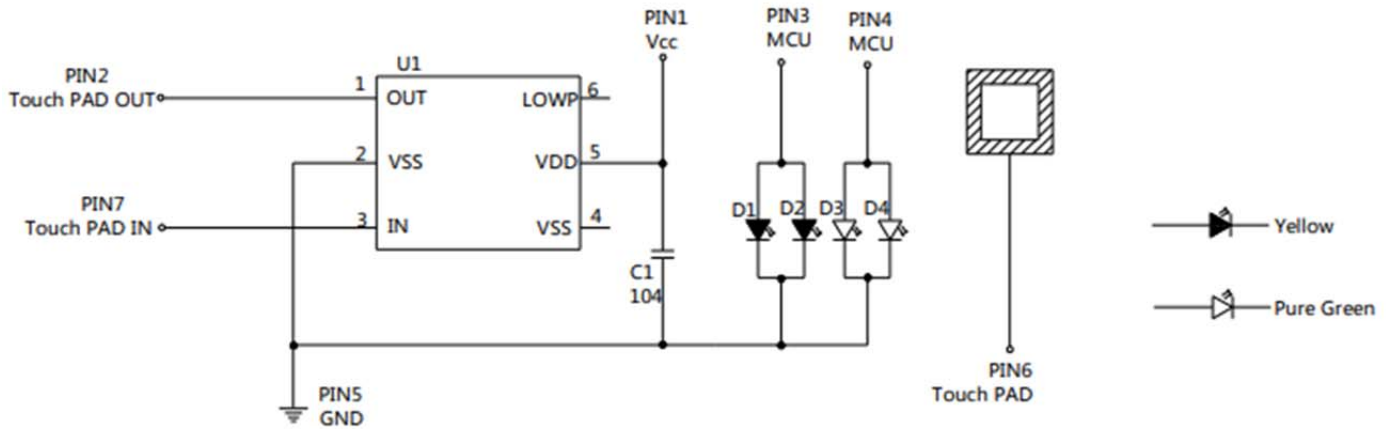 PIN2
Touch PAD OUT
PIN7
Touch PAD IN
U1
1
OUT
2
VSS
3
IN
LOWP
6
VDD
5
VSS
4
PIN1
Vcc
C1
104
PIN5
GND
PIN3
MCU
PIN4
MCU
D1
D2
D3
D4
PIN6
Touch PAD
Yellow
Pure Green